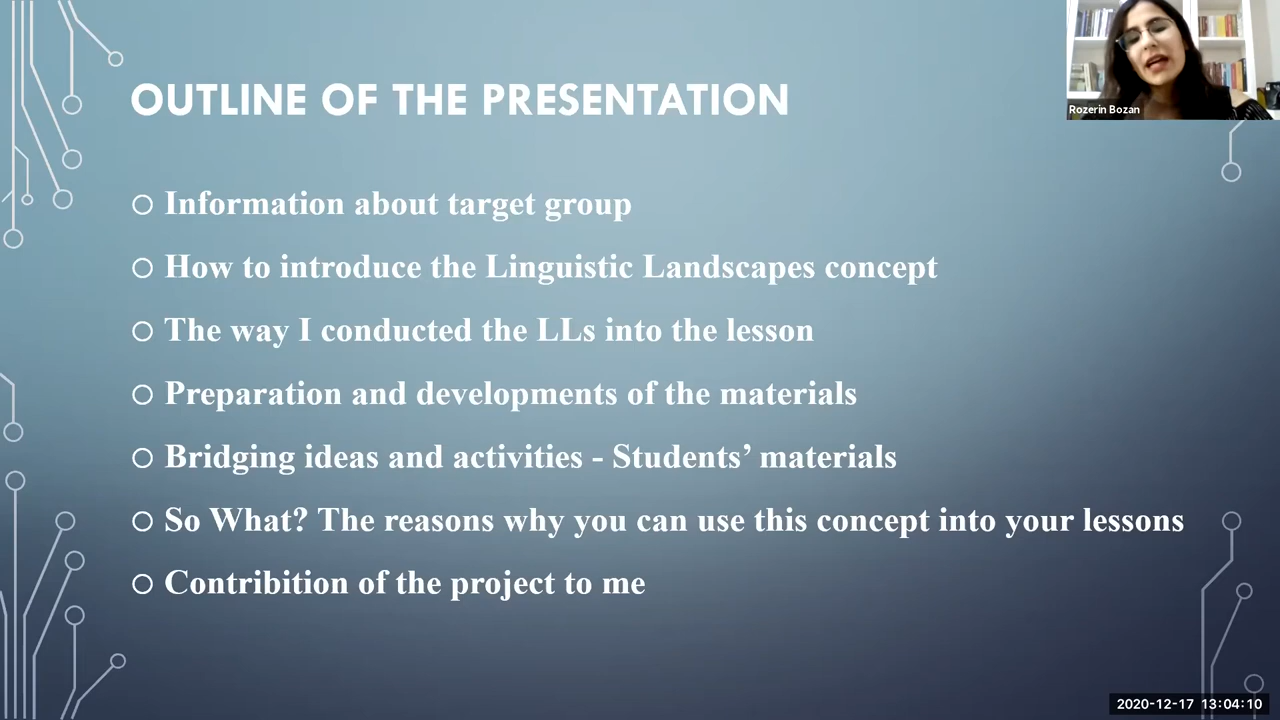 OUTLINE OF THE PRESENTATION
Rozerin Bozan
Information about target group
How to introduce the Linguistic Landscapes concept
The way I conducted the LLs into the lesson
Preparation and developments of the materials
Bridging ideas and activities - Students’ materials
So What? The reasons why you can use this concept into your lessons
Contribition of the project to me
2020-12-17 13:04:10